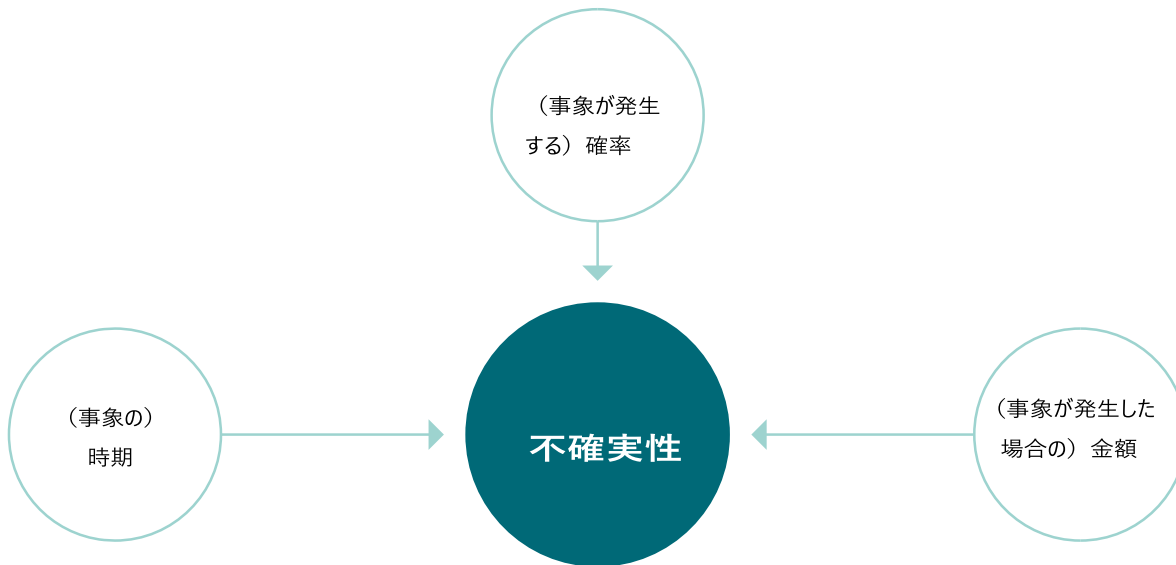 （事象が発生
する）確率
（事象の）
時期
不確実性
（事象が発生した
場合の）金額